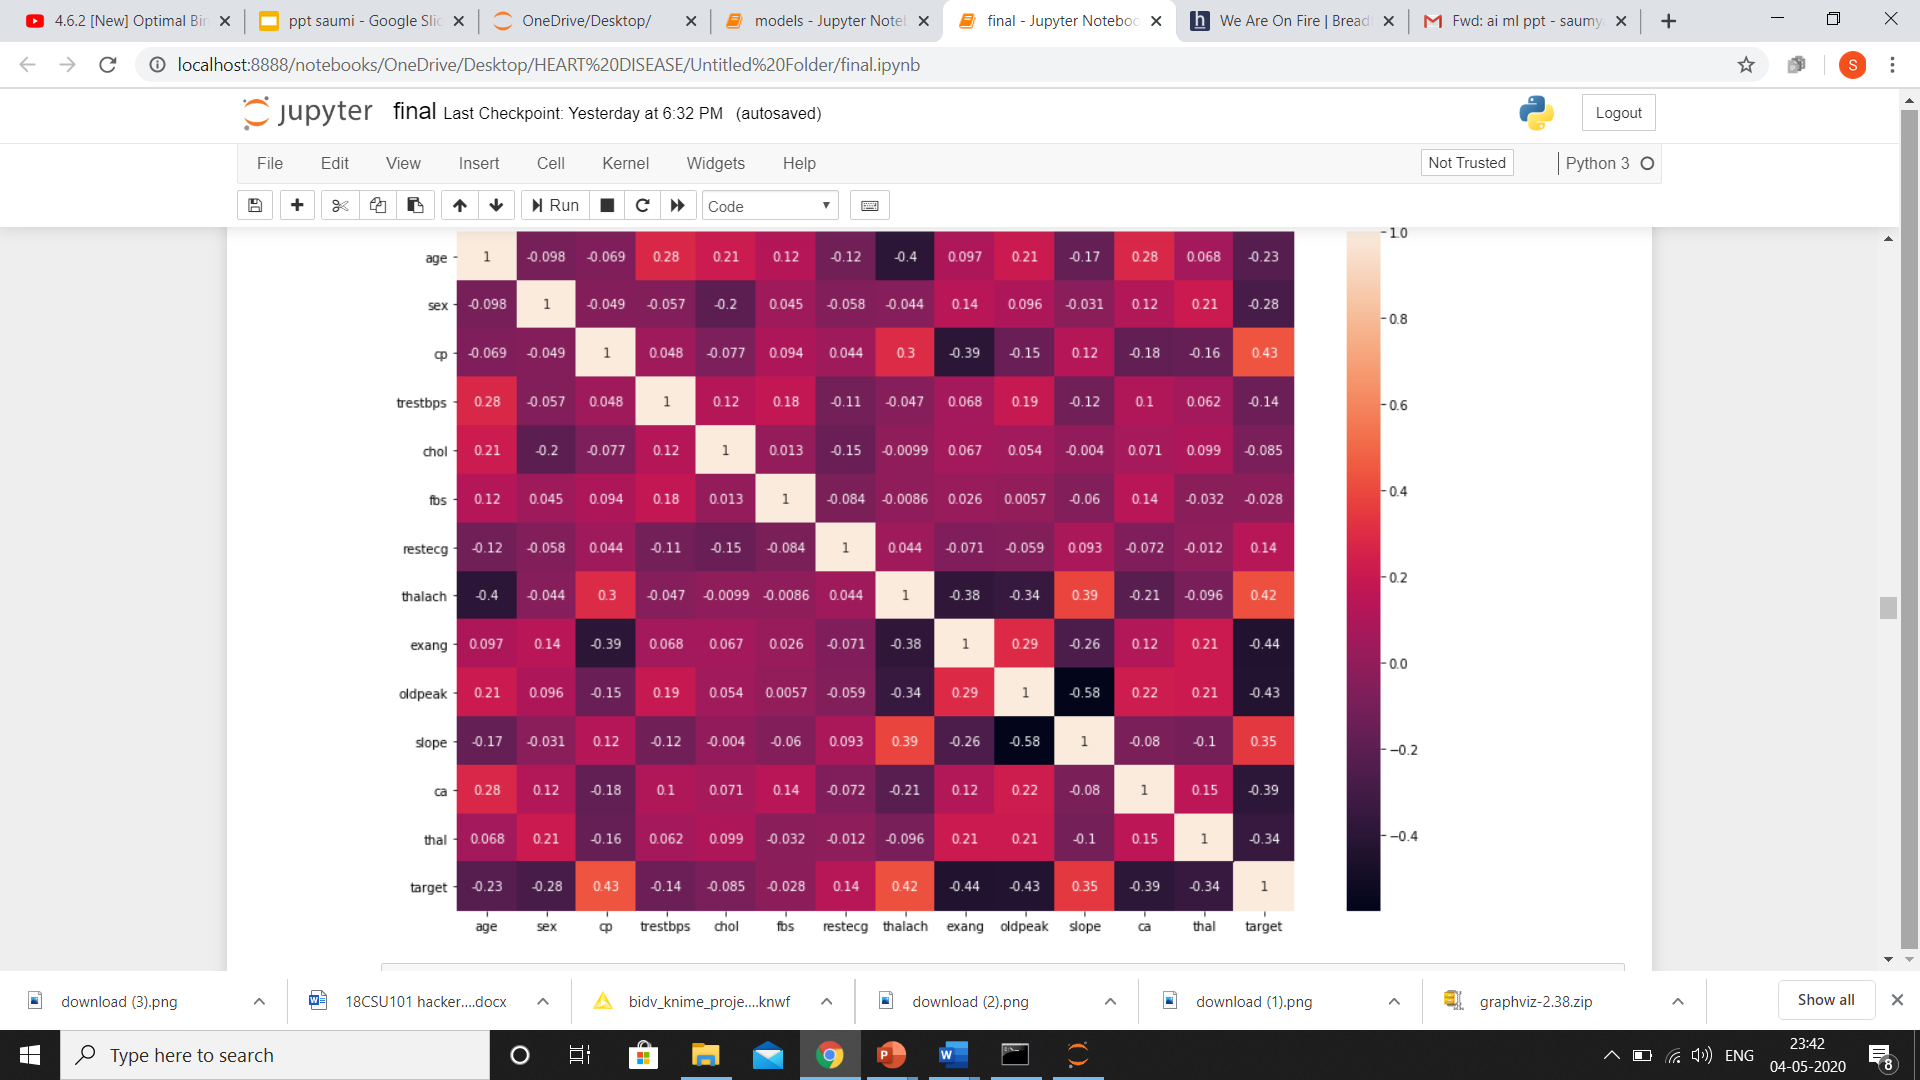 4.6.2 [New] Optimal Bin
ppt saumi - Google Slid
OneDrive/Desktop/
models - Jupyter Noteb
final - Jupyter Noteboo
We Are On Fire | Bread
Fwd: ai ml ppt - saumy
localhost:8888/notebooks/OneDrive/Desktop/HEART%20DISEASE/Untitled%20Folder/final.ipynb
S
jupyter final Last Checkpoint: Yesterday at 6:32 PM (autosaved)
Logout
File Edit View Insert Cell Kernel Widgets Help
Not Trusted
Python 3
Run
Code
age 1 -0.098 -0.069 0.28 0.21 0.12 -0.12 -0.4 0.097 0.21 -0.17 0.28 0.068 -0.23
sex -0.098 1 -0.049 -0.057 -0.2 0.045 -0.058 -0.044 0.14 0.096 -0.031 0.12 0.21 -0.28
cp -0.069 -0.049 1 0.048 -0.077 0.094 0.044 0.3 -0.39 -0.15 0.12 -0.18 -0.16 0.43
trestbps 0.28 -0.057 0.048 1 0.12 0.18 -0.11 -0.047 0.068 0.19 -0.12 0.1 0.062 -0.14
chol 0.21 -0.2 -0.077 0.12 1 0.013 -0.15 -0.0099 0.067 0.054 -0.004 0.071 0.099 -0.085
fbs 0.12 0.045 0.094 0.18 0.013 1 -0.084 -0.0086 0.026 0.0057 -0.06 0.14 -0.032 -0.028
restecg -0.12 -0.058 0.044 -0.11 -0.15 -0.084 1 0.044 -0.071 -0.059 0.093 -0.072 -0.012 0.14
thalach -0.4 -0.044 0.3 -0.047 -0.0099 -0.0086 0.044 1 -0.38 -0.34 0.39 -0.21 -0.096 0.42
exang 0.097 0.14 -0.39 0.068 0.067 0.026 -0.071 -0.38 1 0.29 -0.26 0.12 0.21 -0.44
oldpeak 0.21 0.096 -0.15 0.19 0.054 0.0057 -0.059 -0.34 0.29 1 -0.58 0.22 0.21 -0.43
slope -0.17 -0.031 0.12 -0.12 -0.004 -0.06 0.093 0.39 -0.26 -0.58 1 -0.08 -0.1 0.35
ca 0.28 0.12 -0.18 0.1 0.071 0.14 -0.072 -0.21 0.12 0.22 -0.08 1 0.15 -0.39
thal 0.068 0.21 -0.16 0.062 0.099 -0.032 -0.012 -0.096 0.21 0.21 -0.1 0.15 1 -0.34
target -0.23 -0.28 0.43 -0.14 -0.085 -0.028 0.14 0.42 -0.44 -0.43 0.35 -0.39 -0.34 1
age sex cp trestbps chol fbs restecg thalach exang oldpeak slope ca thal target
1.0
0.8
0.6
0.4
0.2
0.0
−0.2
−0.4
download (3).png
18CSU101 hacker....docx
bidv_knime_proje....knwf
download (2).png
download (1).png
graphviz-2.38.zip
Show all
Type here to search
ENG
23:42
04-05-2020
8